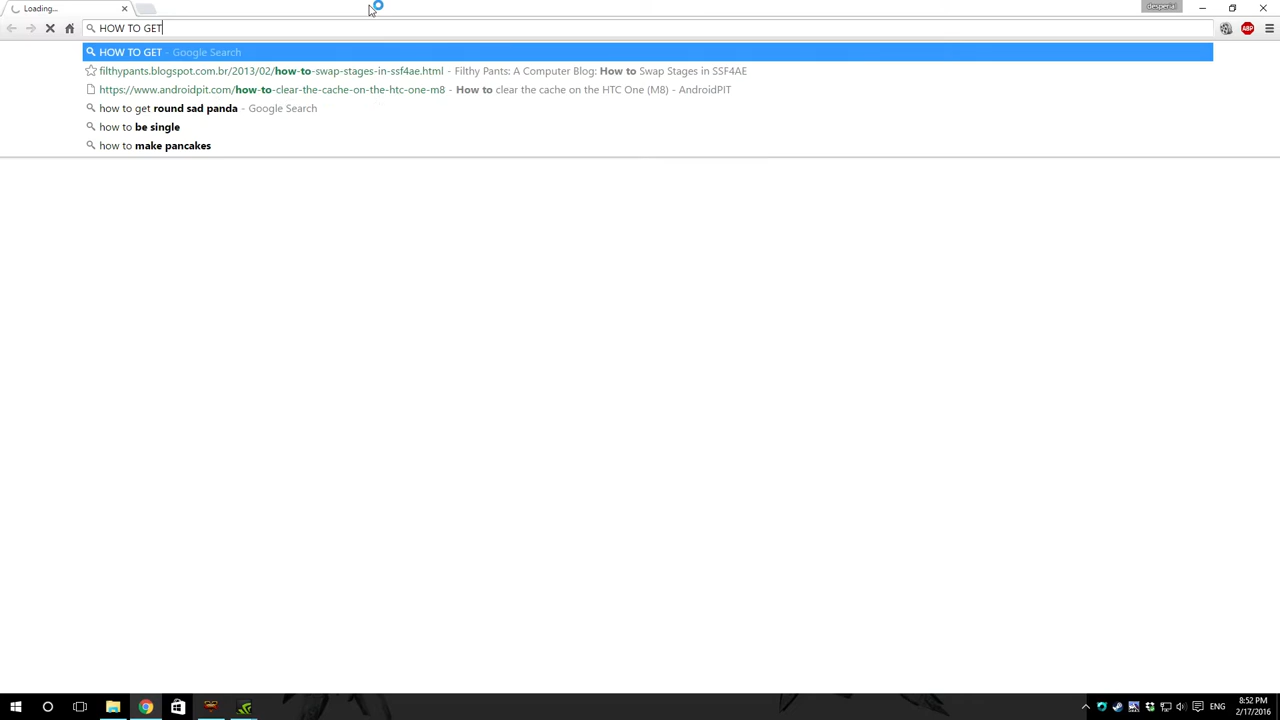 Loading...
desperial
HOW TO GET
HOW TO GET - Google Search
filthypants.blogspot.com.br/2013/02/how-to-swap-stages-in-ssf4ae.html - Filthy Pants: A Computer Blog: How to Swap Stages in SSF4AE
https://www.androidpit.com/how-to-clear-the-cache-on-the-htc-one-m8 - How to clear the cache on the HTC One (M8) - AndroidPIT
how to get round sad panda - Google Search
how to be single
how to make pancakes
ABP
ENG
8:52 PM
2/17/2016